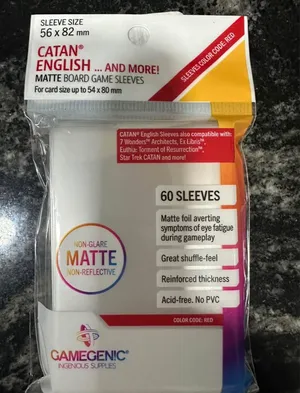 SLEEVE SIZE
56 x 82 mm
SLEEVES COLOR CODE: RED
CATAN®
ENGLISH ... AND MORE!
MATTE BOARD GAME SLEEVES
For card size up to 54 x 80 mm
CATAN® English Sleeves also compatible with:
7 Wonders™ Architects, Ex Libris™,
Euthia: Torment of Resurrection™,
Star Trek CATAN and more!
60 SLEEVES
Matte foil averting
symptoms of eye fatigue
during gameplay
NON-GLARE
MATTE
NON-REFLECTIVE
Great shuffle-feel
Reinforced thickness
Acid-free. No PVC
COLOR CODE: RED
GAMEGEN!C®
INGENIOUS SUPPLIES